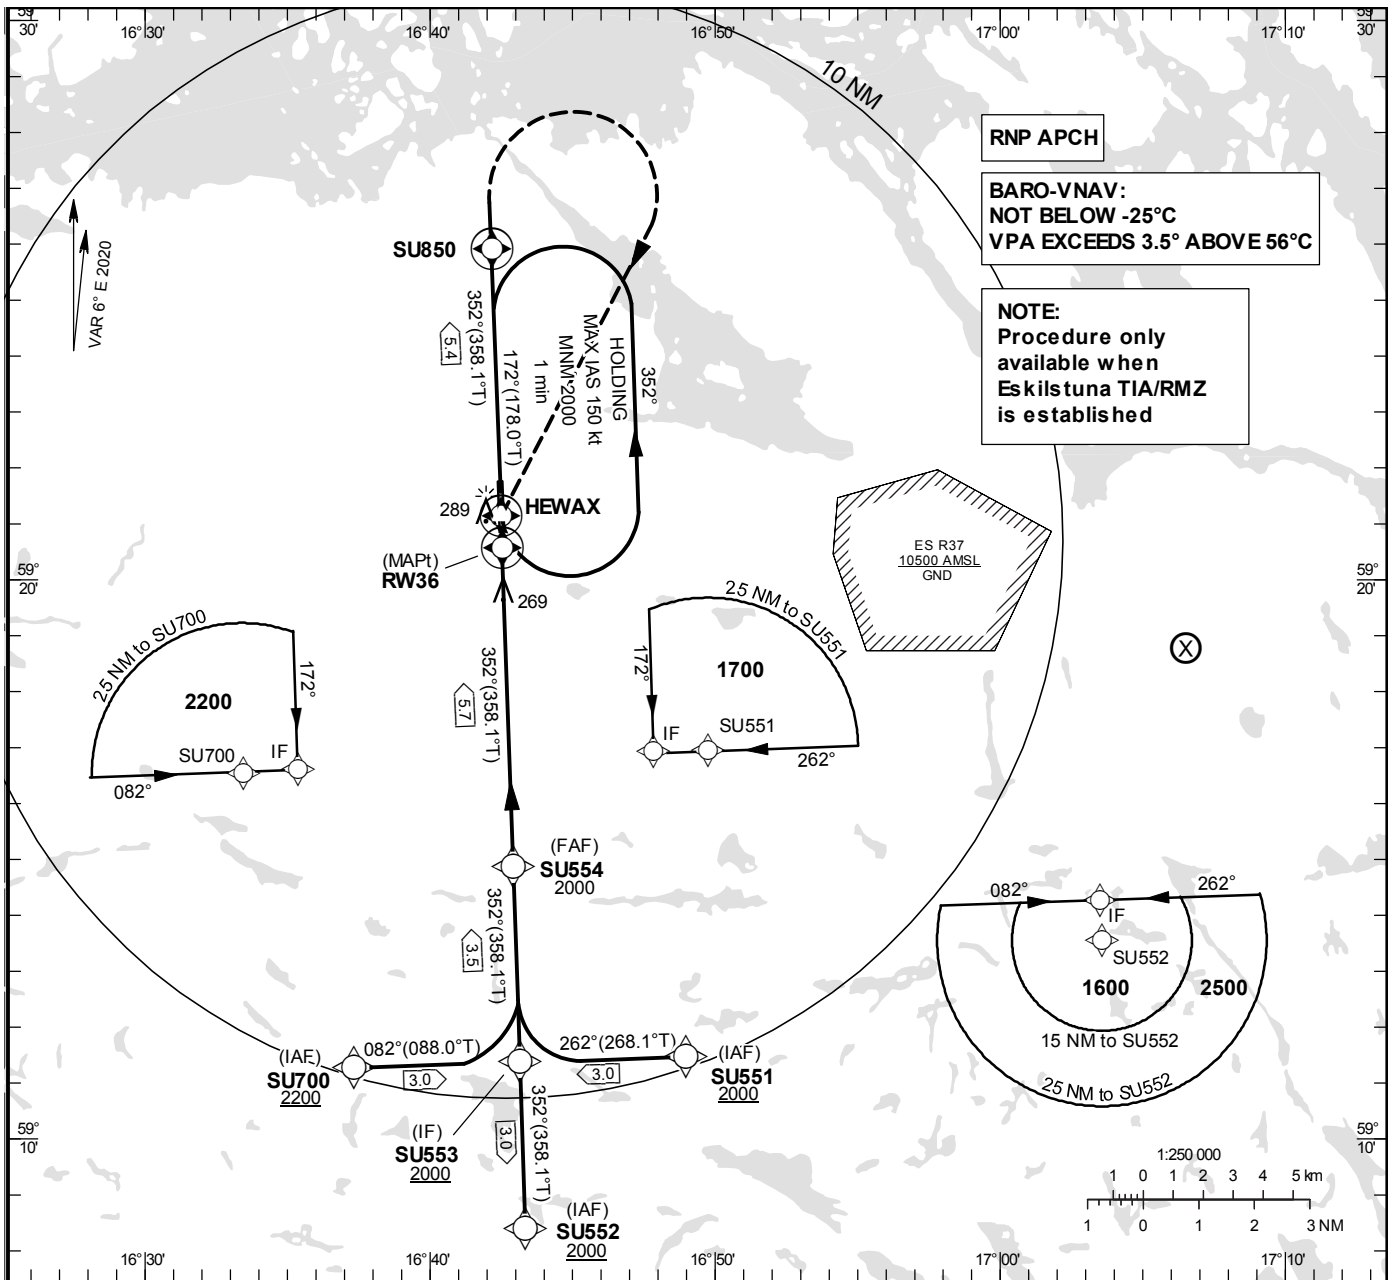 59°
30'
16°30'
16°40'
16°50'
17°00'
17°10'
59°
30'
10 NM
RNP APCH
BARO-VNAV:
NOT BELOW -25°C
VPA EXCEEDS 3.5° ABOVE 56°C
NOTE:
Procedure only
available when
Eskilstuna TIA/RMZ
is established
VAR 6° E 2020
SU850
352°(358.1°T)
5.4
172°(178.0°T)
HOLDING
MAX IAS 150 kt
MNM 2000
1 min
352°
289
HEWAX
(MAPt)
RW36
269
ES R37
10500 AMSL
GND
59°
20'
59°
20'
25 NM to SU700
2200
172°
SU700
IF
082°
352°(358.1°T)
5.7
25 NM to SU551
1700
172°
IF
SU551
262°
X
(FAF)
SU554
2000
352°(358.1°T)
3.5
082°
262°
IF
SU552
1600
2500
15 NM to SU552
25 NM to SU552
(IAF)
SU700
2200
082°(088.0°T)
3.0
262°(268.1°T)
3.0
(IAF)
SU551
2000
(IF)
SU553
2000
352°(358.1°T)
3.0
(IAF)
SU552
2000
59°
10'
59°
10'
1:250 000
1 0 1 2 3 4 5 km
1 0 1 2 3 NM
16°30'
16°40'
16°50'
17°00'
17°10'